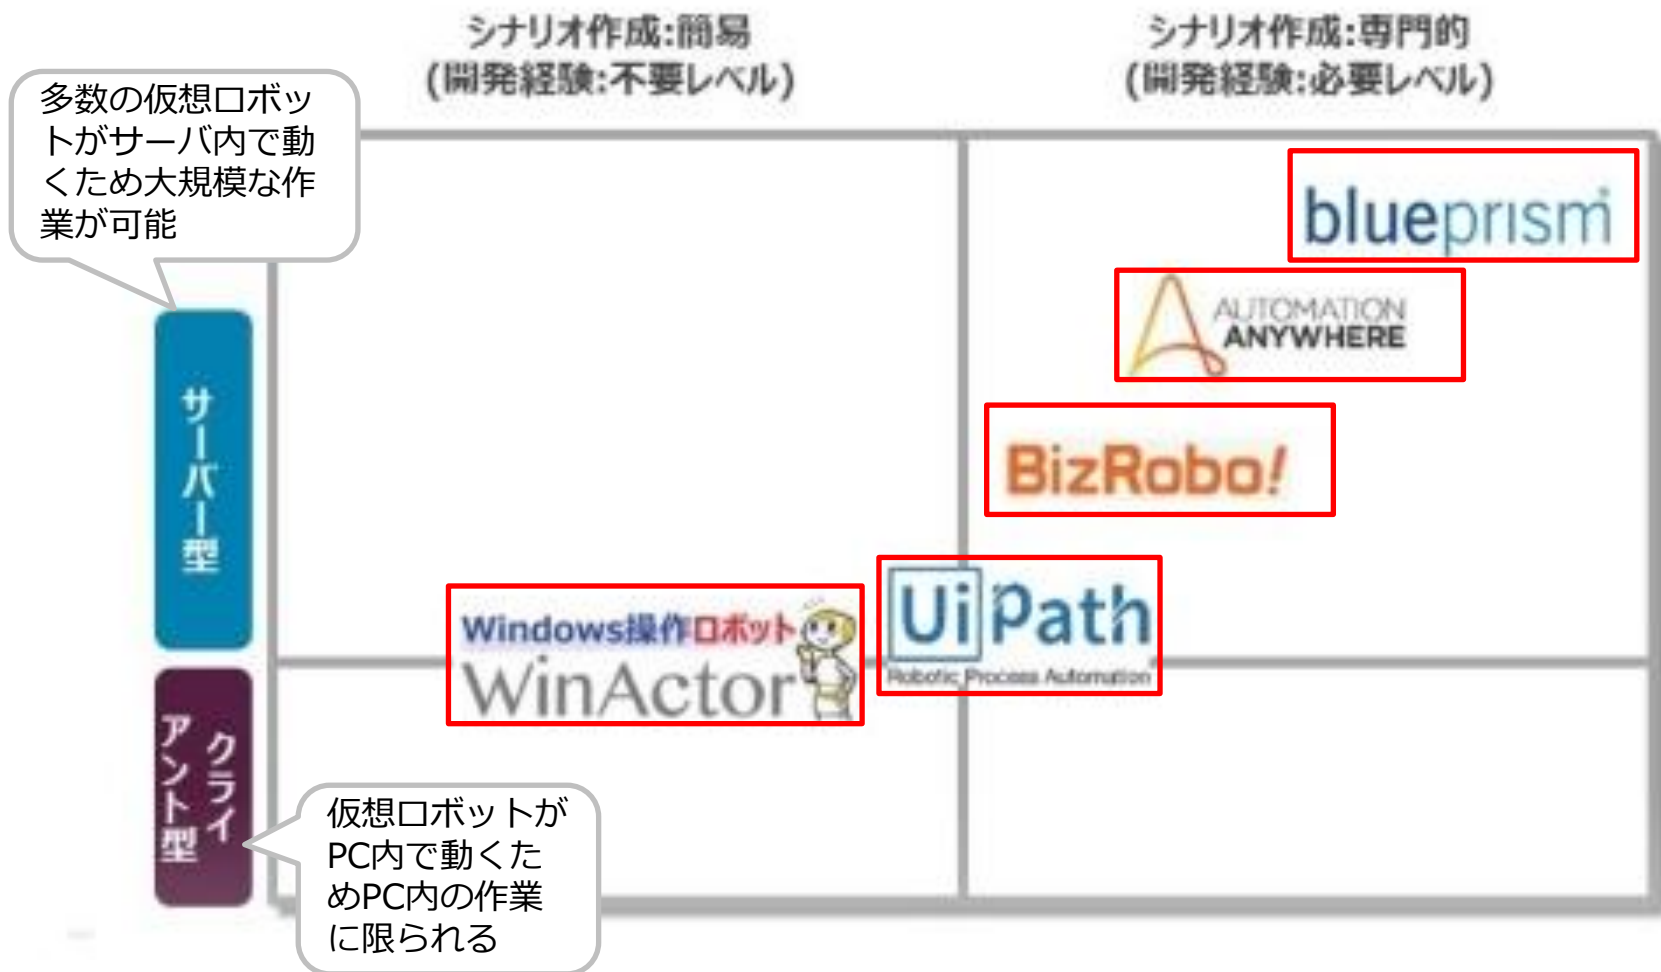 シナリオ作成:簡易
(開発経験:不要レベル)
シナリオ作成:専門的
(開発経験:必要レベル)
多数の仮想ロボッ
トがサーバ内で動
くため大規模な作
業が可能
blueprism
AUTOMATION
ANYWHERE
サーバー型
BizRobo!
UiPath
Robotic Process Automation
Windows操作ロボット
WinActor
クライ
アント型
仮想ロボットが
PC内で動くた
めPC内の作業
に限られる